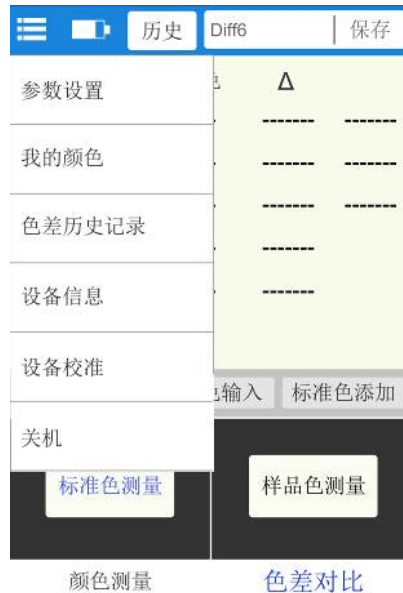 历史 Diff6 保存
Δ
参数设置
------- -------
我的颜色
------- -------
色差历史记录
------- -------
-------
设备信息
-------
设备校准
输入 标准色添加
关机
标准色测量 样品色测量
颜色测量 色差对比